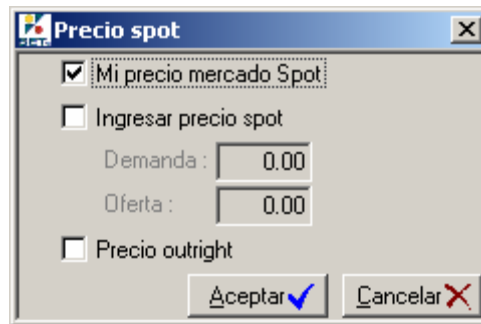 Precio spot
Mi precio mercado Spot
Ingresar precio spot
Demanda : 0.00
Oferta : 0.00
Precio outright
Aceptar Cancelar